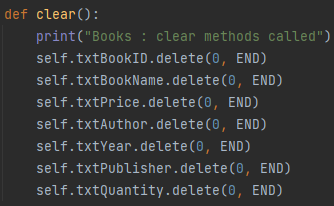 def clear():
    print("Books : clear methods called")
    self.txtBookID.delete(0, END)
    self.txtBookName.delete(0, END)
    self.txtPrice.delete(0, END)
    self.txtAuthor.delete(0, END)
    self.txtYear.delete(0, END)
    self.txtPublisher.delete(0, END)
    self.txtQuantity.delete(0, END)